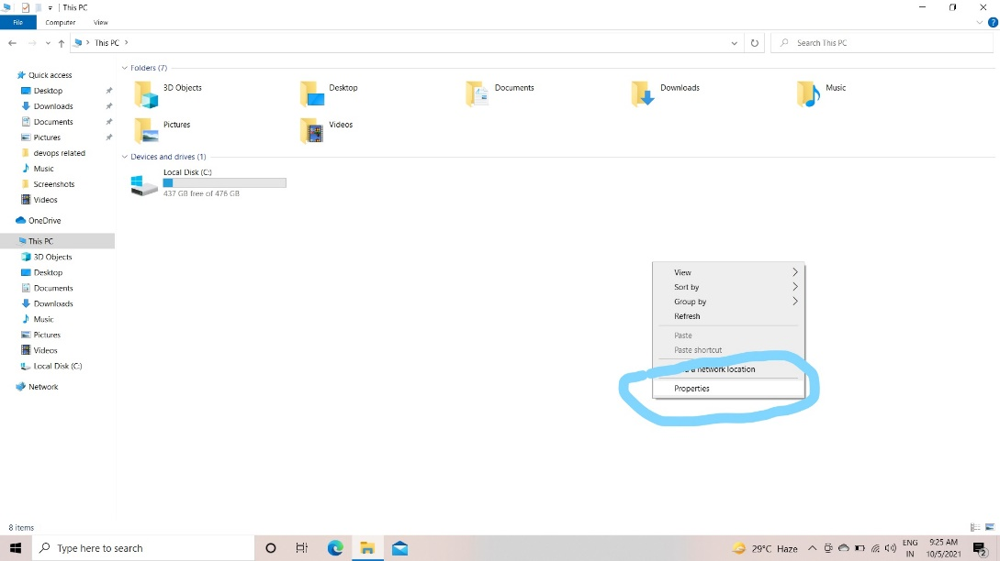 This PC
File
Computer
View
This PC
Search This PC
Quick access
Desktop
Downloads
Documents
Pictures
devops related
Music
Screenshots
Videos
OneDrive
This PC
3D Objects
Desktop
Documents
Downloads
Music
Pictures
Videos
Local Disk (C:)
Network
Folders (7)
3D Objects
Desktop
Documents
Downloads
Music
Pictures
Videos
Devices and drives (1)
Local Disk (C:)
437 GB free of 476 GB
View
Sort by
Group by
Refresh
Paste
Paste shortcut
a network location
Properties
8 items
Type here to search
29°C Haze
ENG
IN
9:25 AM
10/5/2021
2